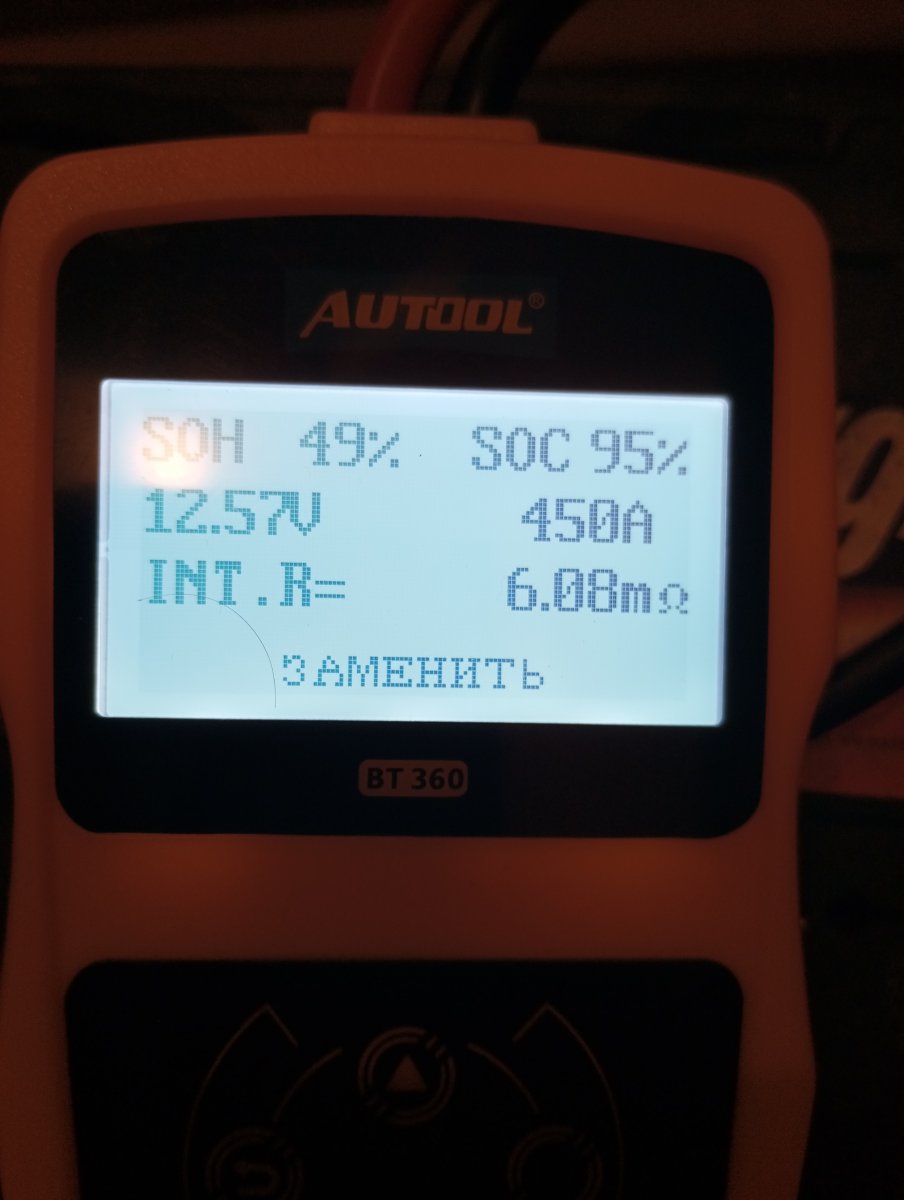 AUTOOL®
SOH 49% SOC 95%
12.57V 450A
INT.R= 6.08mΩ
ЗАМЕНИТЬ
BT 360